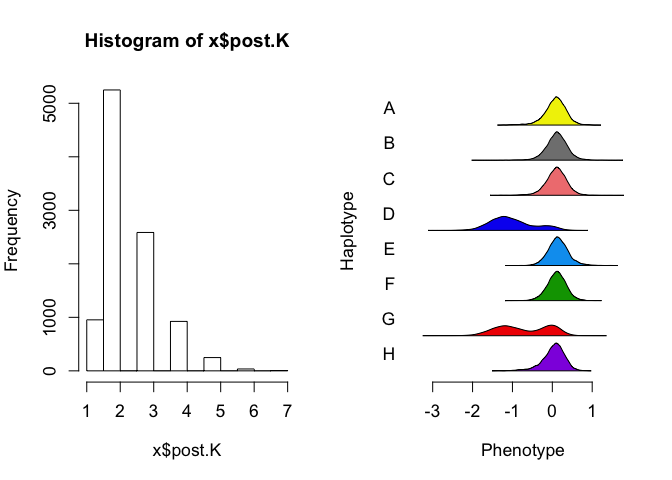 Histogram of x$post.K
Frequency
0
1000
3000
5000
1 2 3 4 5 6 7
x$post.K
Haplotype
A
B
C
D
E
F
G
H
-3 -2 -1 0 1
Phenotype